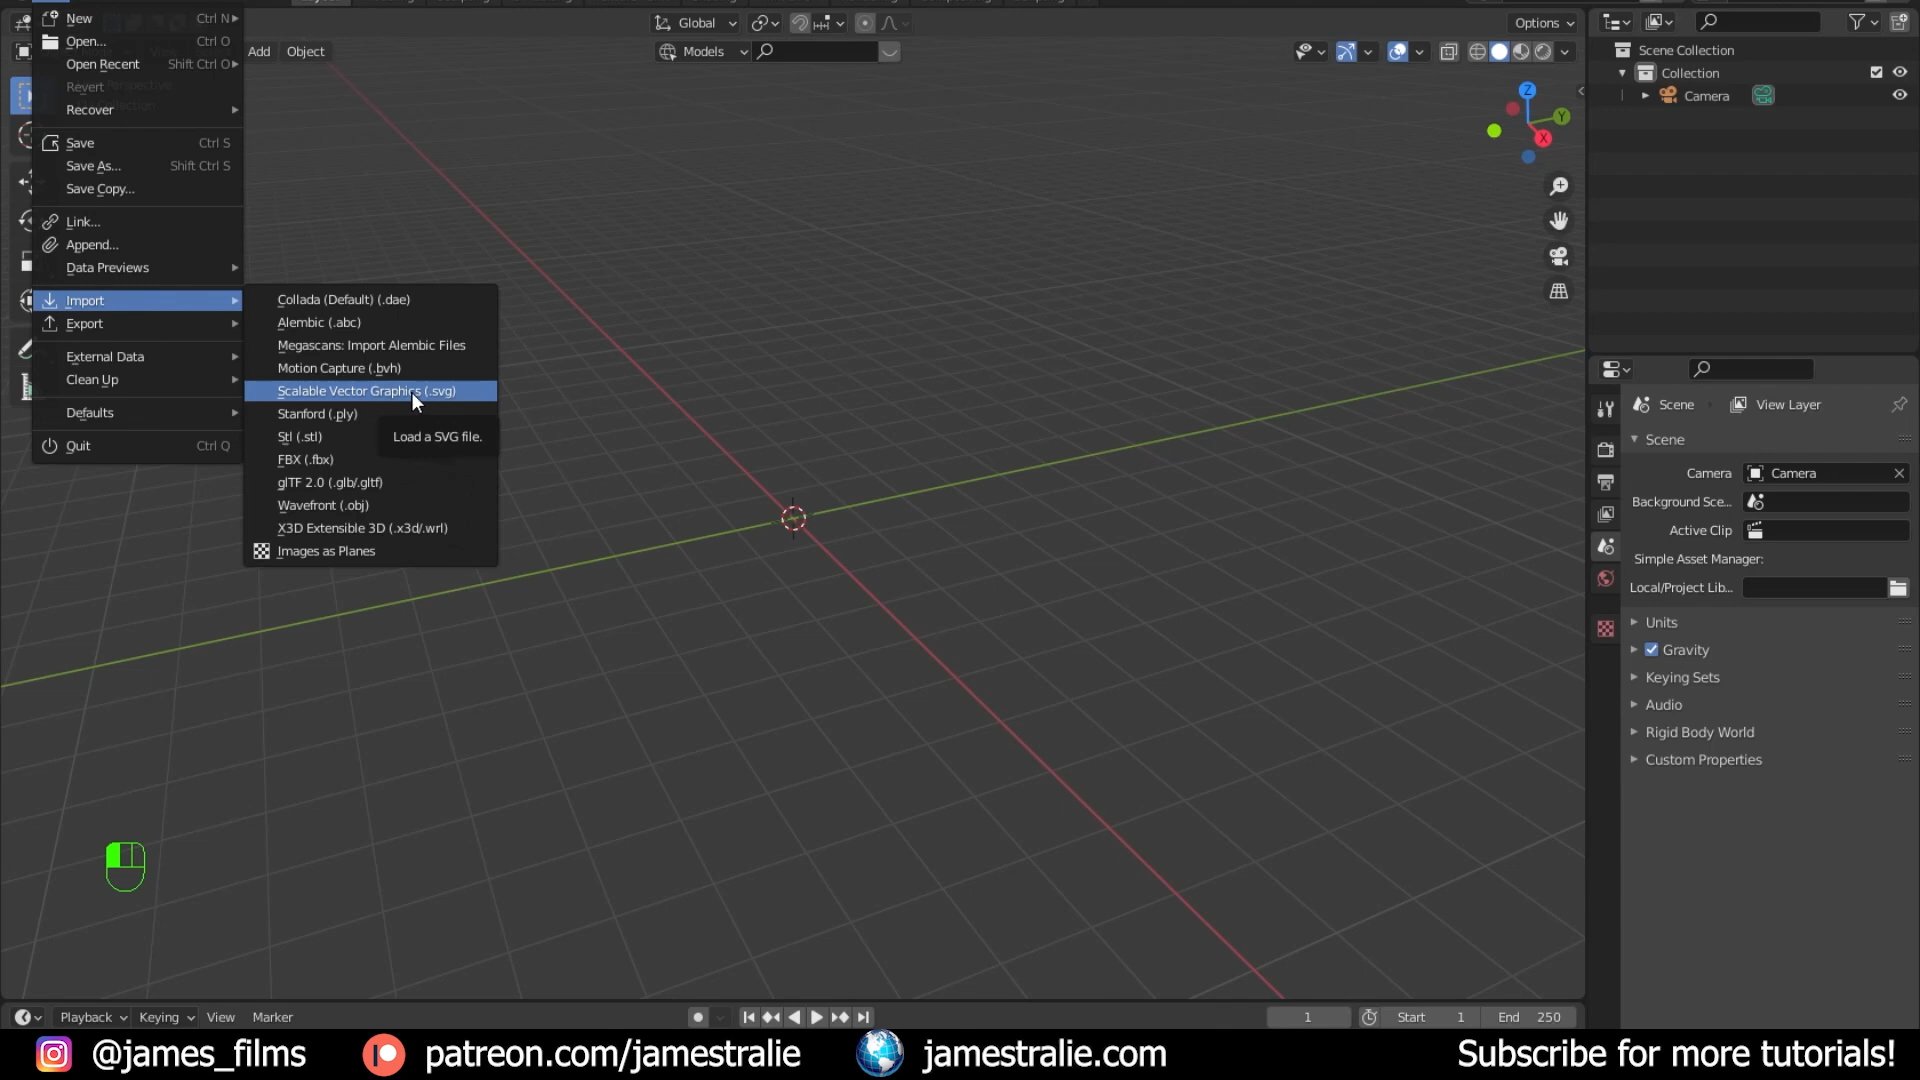 New Ctrl N
Open... Ctrl O
Open Recent Shift Ctrl O
Revert
Recover
Save Ctrl S
Save As... Shift Ctrl S
Save Copy...
Link...
Append...
Data Previews
Import
Export
External Data
Clean Up
Defaults
Quit Ctrl Q
Collada (Default) (.dae)
Alembic (.abc)
Megascans: Import Alembic Files
Motion Capture (.bvh)
Scalable Vector Graphics (.svg)
Stanford (.ply)
Stl (.stl)
FBX (.fbx)
glTF 2.0 (.glb/.gltf)
Wavefront (.obj)
X3D Extensible 3D (.x3d/.wrl)
Images as Planes
Load a SVG file.
Global
Options
Add Object
Models
Z
Y
X
Scene Collection
Collection
Camera
Scene View Layer
Scene
Camera Camera
Background Sce...
Active Clip
Simple Asset Manager:
Local/Project Lib...
Units
Gravity
Keying Sets
Audio
Rigid Body World
Custom Properties
Playback Keying View Marker
1 Start 1 End 250
@james_films patreon.com/jamestralie jamestralie.com Subscribe for more tutorials!